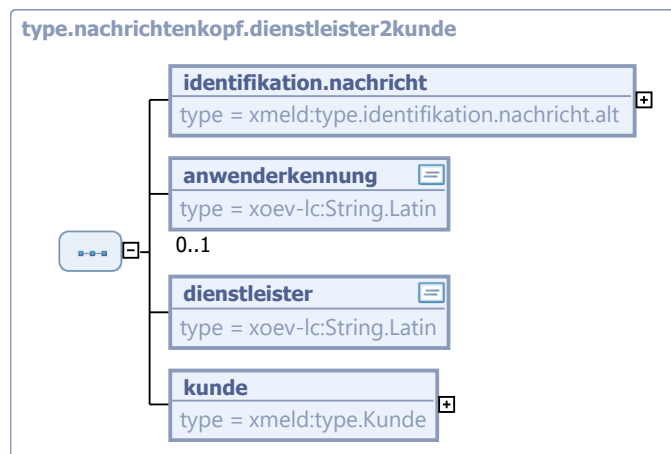 type.nachrichtenkopf.dienstleister2kunde
identifikation.nachricht
type = xmeld:type.identifikation.nachricht.alt
anwenderkennung
type = xoev-lc:String.Latin
0..1
dienstleister
type = xoev-lc:String.Latin
kunde
type = xmeld:type.Kunde